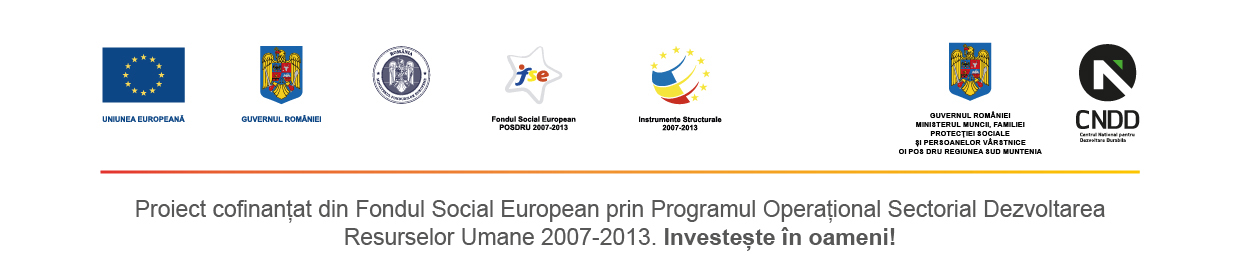 UNIUNEA EUROPEANĂ
GUVERNUL ROMÂNIEI
ROMÂNIA
fse
Fondul Social European
POSDRU 2007-2013
Instrumente Structurale
2007-2013
GUVERNUL ROMÂNIEI
MINISTERUL MUNCII, FAMILIEI
PROTECȚIEI SOCIALE
ȘI PERSOANELOR VÂRSTNICE
OI POS DRU REGIUNEA SUD MUNTENIA
CNDD
Centrul Național pentru
Dezvoltare Durabilă
Proiect cofinanțat din Fondul Social European prin Programul Operațional Sectorial Dezvoltarea
Resurselor Umane 2007-2013. Investește în oameni!